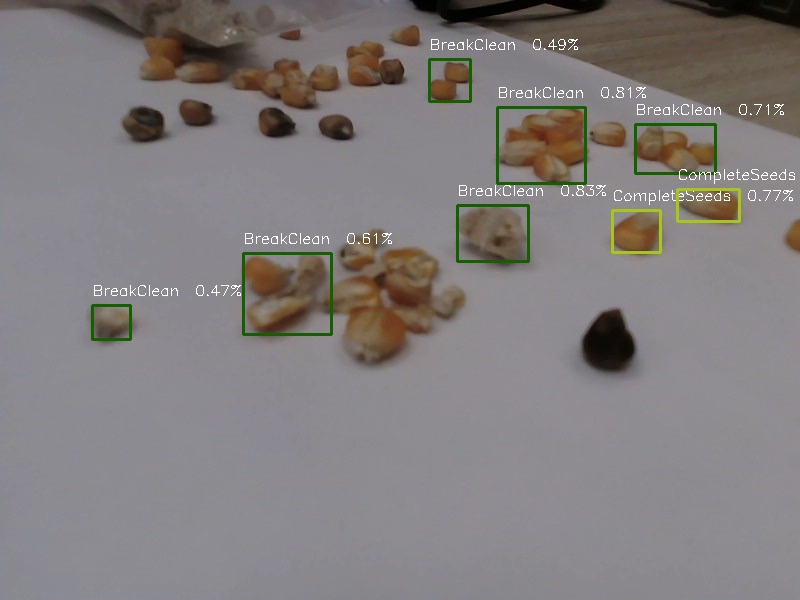 BreakClean 0.49%
BreakClean 0.81%
BreakClean 0.71%
CompleteSeeds
BreakClean 0.83%
CompleteSeeds 0.77%
BreakClean 0.61%
BreakClean 0.47%